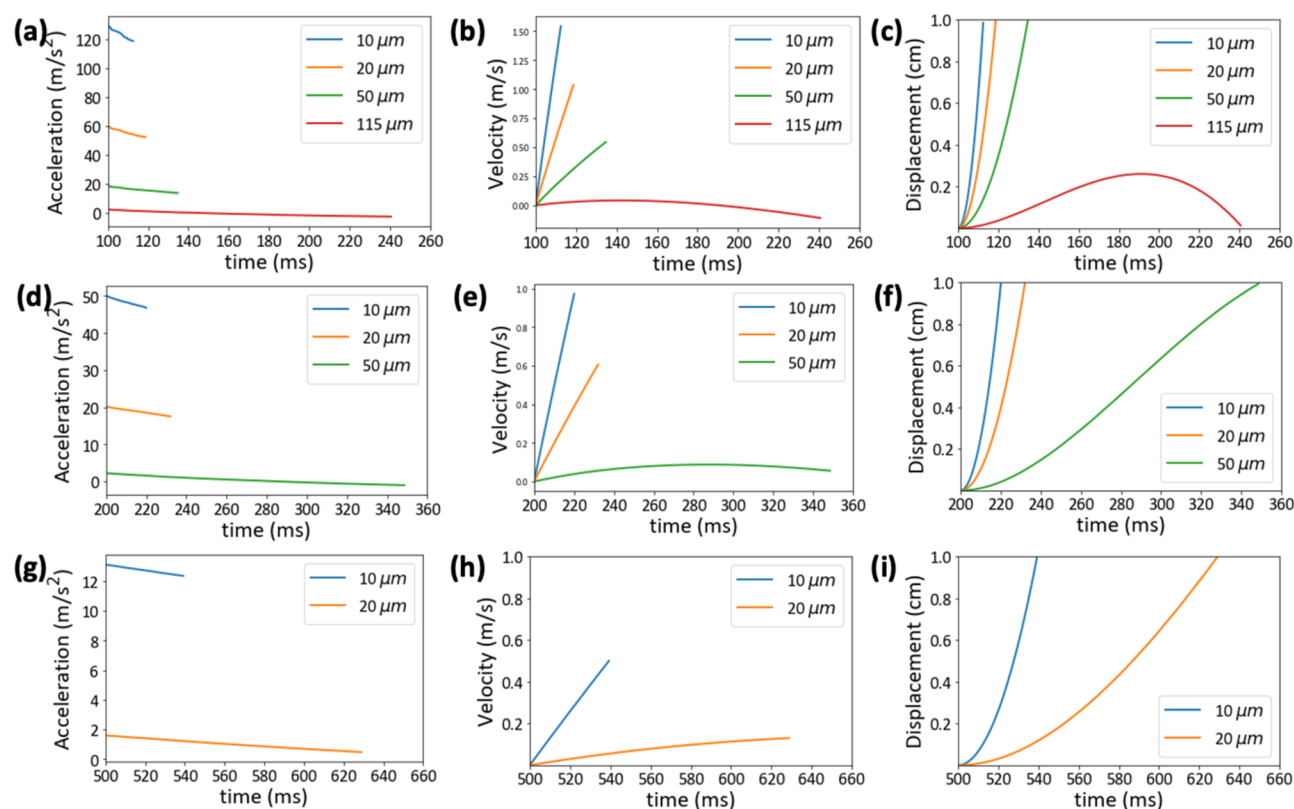 (a)
Acceleration (m/s²)
120
100
80
60
40
20
0
100 120 140 160 180 200 220 240 260
time (ms)
10 μm
20 μm
50 μm
115 μm
(b)
Velocity (m/s)
1.50
1.25
1.00
0.75
0.50
0.25
0.00
100 120 140 160 180 200 220 240 260
time (ms)
10 μm
20 μm
50 μm
115 μm
(c)
Displacement (cm)
1.0
0.8
0.6
0.4
0.2
100 120 140 160 180 200 220 240 260
time (ms)
10 μm
20 μm
50 μm
115 μm
(d)
Acceleration (m/s²)
50
40
30
20
10
0
200 220 240 260 280 300 320 340 360
time (ms)
10 μm
20 μm
50 μm
(e)
Velocity (m/s)
1.0
0.8
0.6
0.4
0.2
0.0
200 220 240 260 280 300 320 340 360
time (ms)
10 μm
20 μm
50 μm
(f)
Displacement (cm)
1.0
0.8
0.6
0.4
0.2
200 220 240 260 280 300 320 340 360
time (ms)
10 μm
20 μm
50 μm
(g)
Acceleration (m/s²)
12
10
8
6
4
2
0
500 520 540 560 580 600 620 640 660
time (ms)
10 μm
20 μm
(h)
Velocity (m/s)
1.0
0.8
0.6
0.4
0.2
500 520 540 560 580 600 620 640 660
time (ms)
10 μm
20 μm
(i)
Displacement (cm)
1.0
0.8
0.6
0.4
0.2
500 520 540 560 580 600 620 640 660
time (ms)
10 μm
20 μm